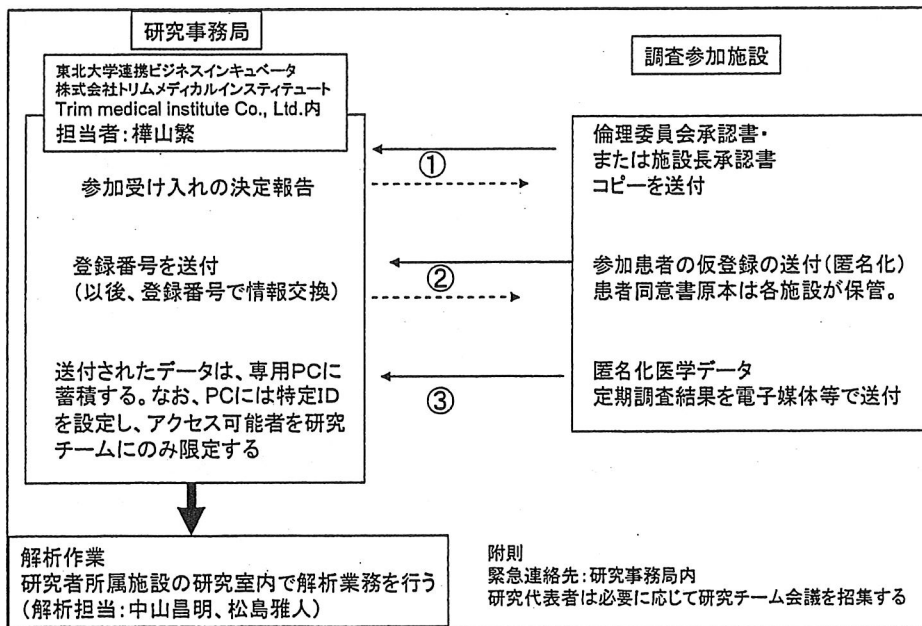 研究事務局
東北大学連携ビジネスインキュベータ
株式会社トリムメディカルインスティテュート
Trim medical institute Co., Ltd.内
担当者:樺山繁
参加受け入れの決定報告
登録番号を送付
(以後、登録番号で情報交換)
送付されたデータは、専用PCに
蓄積する。なお、PCには特定ID
を設定し、アクセス可能者を研究
チームにのみ限定する
①
②
③
調査参加施設
倫理委員会承認書・
または施設長承認書
コピーを送付
参加患者の仮登録の送付(匿名化)
患者同意書原本は各施設が保管。
匿名化医学データ
定期調査結果を電子媒体等で送付
解析作業
研究者所属施設の研究室内で解析業務を行う
(解析担当:中山昌明、松島雅人)
附則
緊急連絡先:研究事務局内
研究代表者は必要に応じて研究チーム会議を招集する